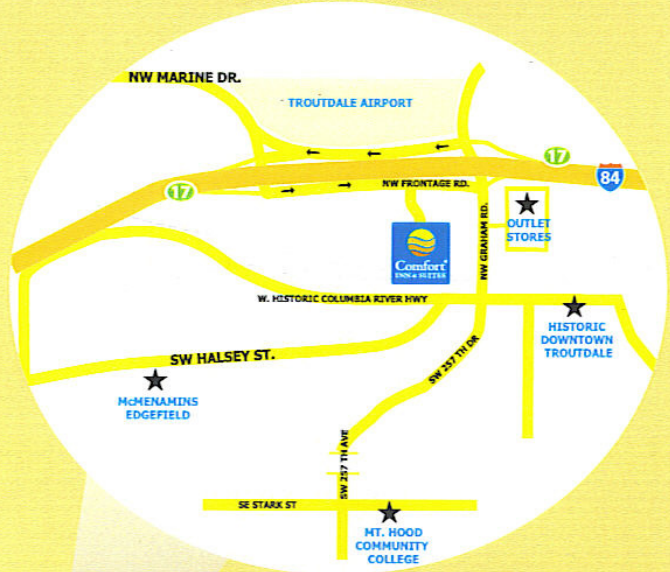 NW MARINE DR.
TROUTDALE AIRPORT
17
17
84
NW FRONTAGE RD.
OUTLET
STORES
NW GRAHAM RD.
Comfort
INN & SUITES
W. HISTORIC COLUMBIA RIVER HWY
HISTORIC
DOWNTOWN
TROUTDALE
SW HALSEY ST.
SW 257 TH DR
McMENAMINS
EDGEFIELD
SW 257 TH AVE
SE STARK ST
MT. HOOD
COMMUNITY
COLLEGE